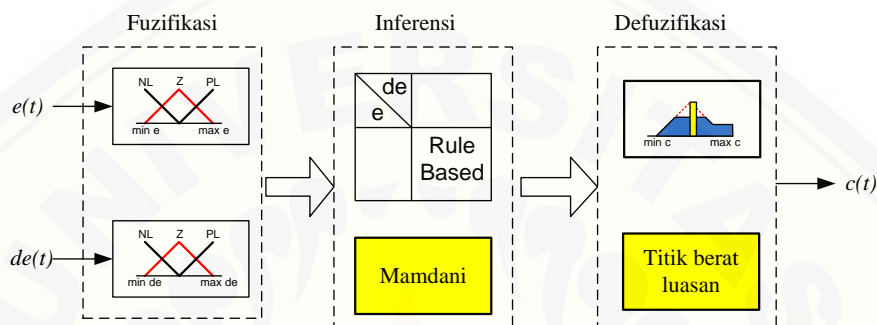 Fuzifikasi
Inferensi
Defuzifikasi
e(t)
NL Z PL
min e max e
de(t)
NL Z PL
min de max de
de
e
Rule
Based
Mamdani
min c max c
Titik berat
luasan
c(t)
UNIVERSITAS